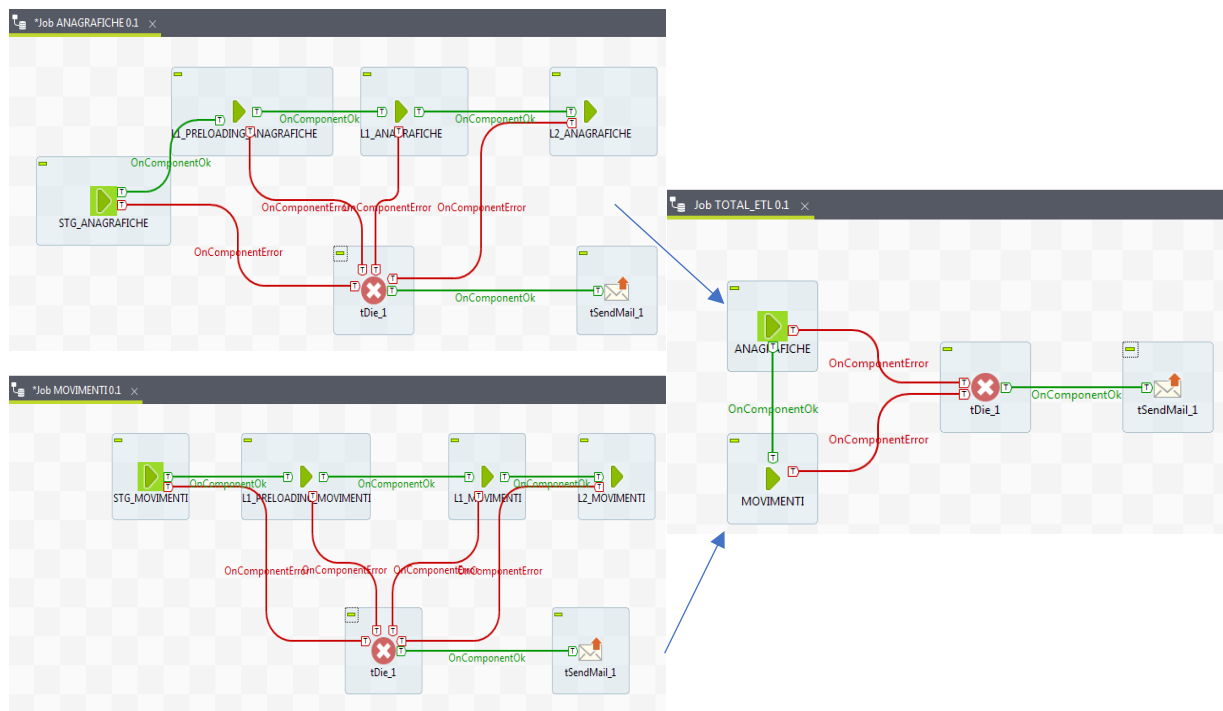 *Job ANAGRAFICHE 0.1
OnComponentOk
OnComponentOk
L1_PRELOADING_ANAGRAFICHE
L1_ANAGRAFICHE
L2_ANAGRAFICHE
OnComponentOk
STG_ANAGRAFICHE
OnComponentError
OnComponentError
OnComponentError
OnComponentError
OnComponentOk
tDie_1
tSendMail_1
*Job MOVIMENTI 0.1
OnComponentOk
OnComponentOk
OnComponentOk
STG_MOVIMENTI
L1_PRELOADING_MOVIMENTI
L1_MOVIMENTI
L2_MOVIMENTI
OnComponentError
OnComponentError
OnComponentError
OnComponentError
OnComponentOk
tDie_1
tSendMail_1
Job TOTAL_ETL 0.1
ANAGRAFICHE
OnComponentError
OnComponentOk
OnComponentOk
tDie_1
tSendMail_1
OnComponentError
MOVIMENTI